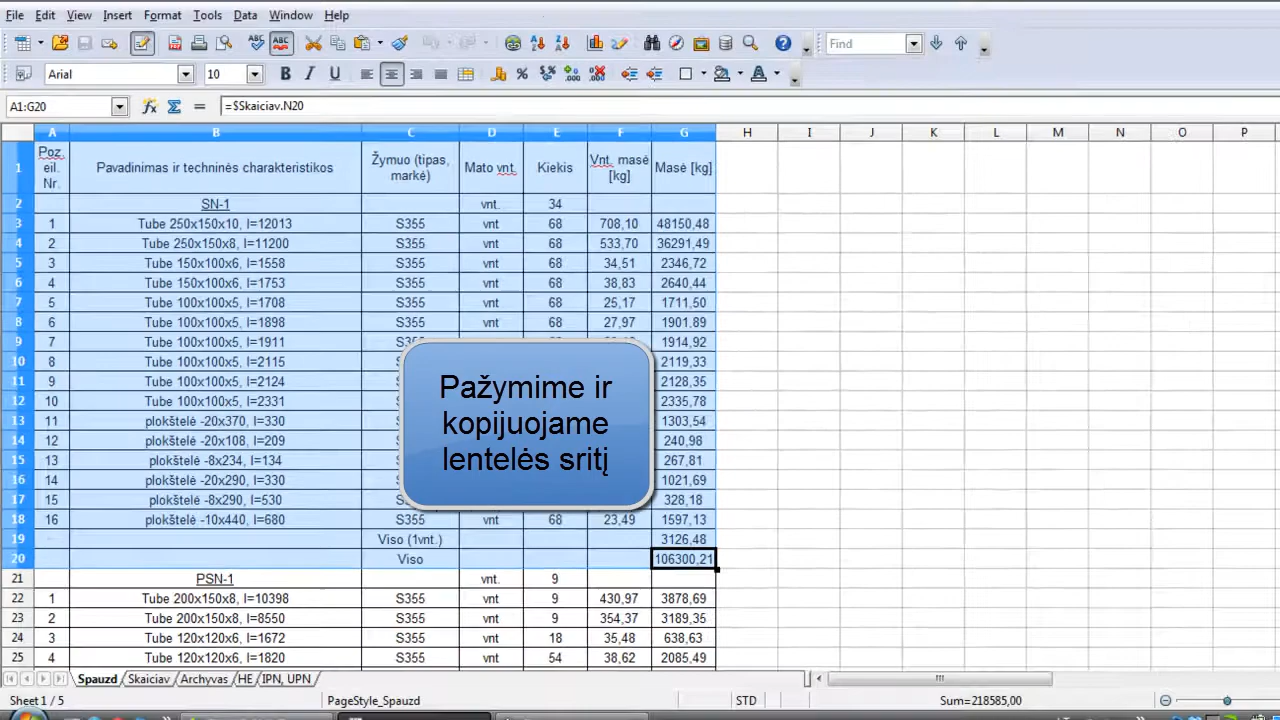 File Edit View Insert Format Tools Data Window Help
Find
Arial 10
A1:G20 =$Skaiciav.N20
A B C D E F G H I J K L M N O P
1 Poz. eil. Nr. Pavadinimas ir techninės charakteristikos Žymuo (tipas, markė) Mato vnt. Kiekis Vnt. masė [kg] Masė [kg]
2 SN-1 vnt. 34
3 1 Tube 250x150x10, l=12013 S355 vnt 68 708,10 48150,48
4 2 Tube 250x150x8, l=11200 S355 vnt 68 533,70 36291,49
5 3 Tube 150x100x6, l=1558 S355 vnt 68 34,51 2346,72
6 4 Tube 150x100x6, l=1753 S355 vnt 68 38,83 2640,44
7 5 Tube 100x100x5, l=1708 S355 vnt 68 25,17 1711,50
8 6 Tube 100x100x5, l=1898 S355 vnt 68 27,97 1901,89
9 7 Tube 100x100x5, l=1911 1914,92
10 8 Tube 100x100x5, l=2115 2119,33
11 9 Tube 100x100x5, l=2124 2128,35
12 10 Tube 100x100x5, l=2331 2335,78
13 11 plokštelė -20x370, l=330 1303,54
14 12 plokštelė -20x108, l=209 240,98
15 13 plokštelė -8x234, l=134 267,81
16 14 plokštelė -20x290, l=330 1021,69
17 15 plokštelė -8x290, l=530 328,18
18 16 plokštelė -10x440, l=680 S355 vnt 68 23,49 1597,13
19 Viso (1vnt.) 3126,48
20 Viso 106300,21
21 PSN-1 vnt. 9
22 1 Tube 200x150x8, l=10398 S355 vnt 9 430,97 3878,69
23 2 Tube 200x150x8, l=8550 S355 vnt 9 354,37 3189,35
24 3 Tube 120x120x6, l=1672 S355 vnt 18 35,48 638,63
25 4 Tube 120x120x6, l=1820 S355 vnt 54 38,62 2085,49
Pažymime ir
kopijuojame
lentelės sritį
Spauzd Skaiciav Archyvas HE IPN, UPN
Sheet 1 / 5 PageStyle_Spauzd STD Sum=218585,00